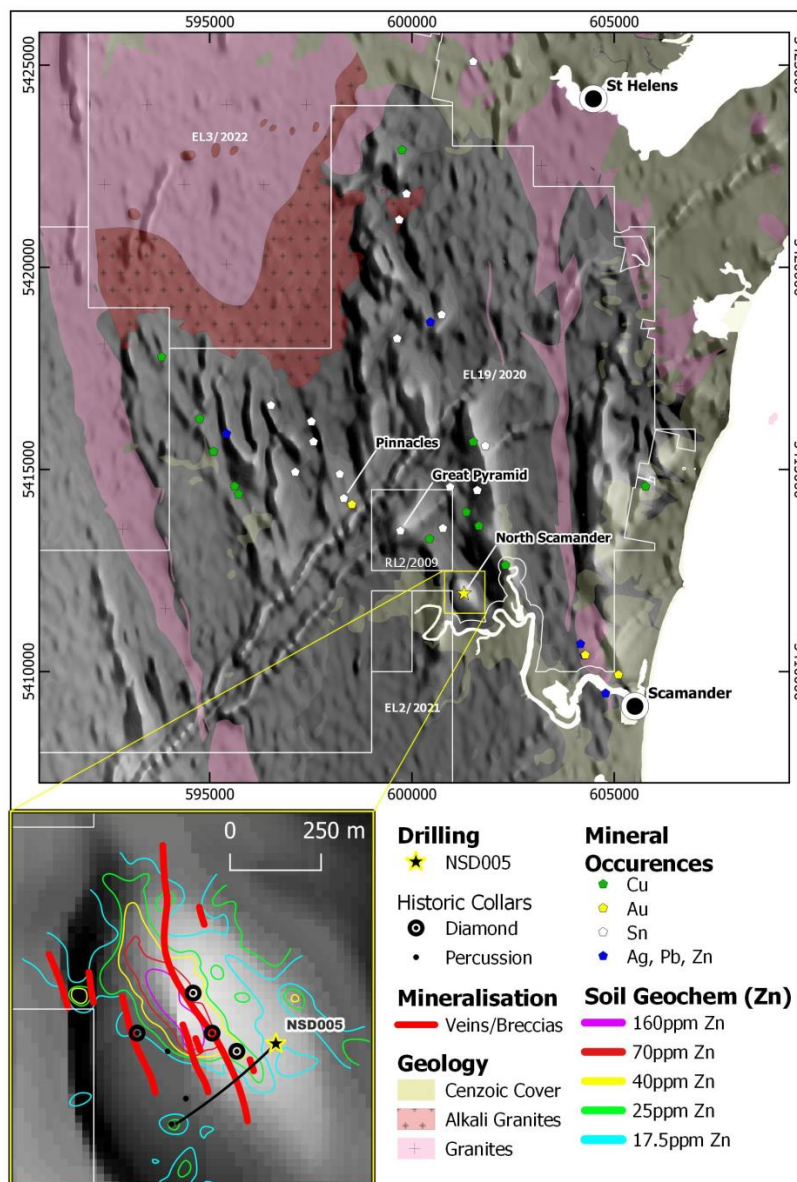 595000
600000
605000
5425000
St Helens
EL3/2022
5420000
EL19/2020
5415000
Pinnacles
Great Pyramid
North Scamander
RL2/2009
5410000
EL2/2021
Scamander
595000
600000
605000
0 250 m
NSD005
Drilling
NSD005
Historic Collars
Diamond
Percussion
Mineralisation
Veins/Breccias
Geology
Cenzoic Cover
Alkali Granites
Granites
Mineral
Occurences
Cu
Au
Sn
Ag, Pb, Zn
Soil Geochem (Zn)
160ppm Zn
70ppm Zn
40ppm Zn
25ppm Zn
17.5ppm Zn